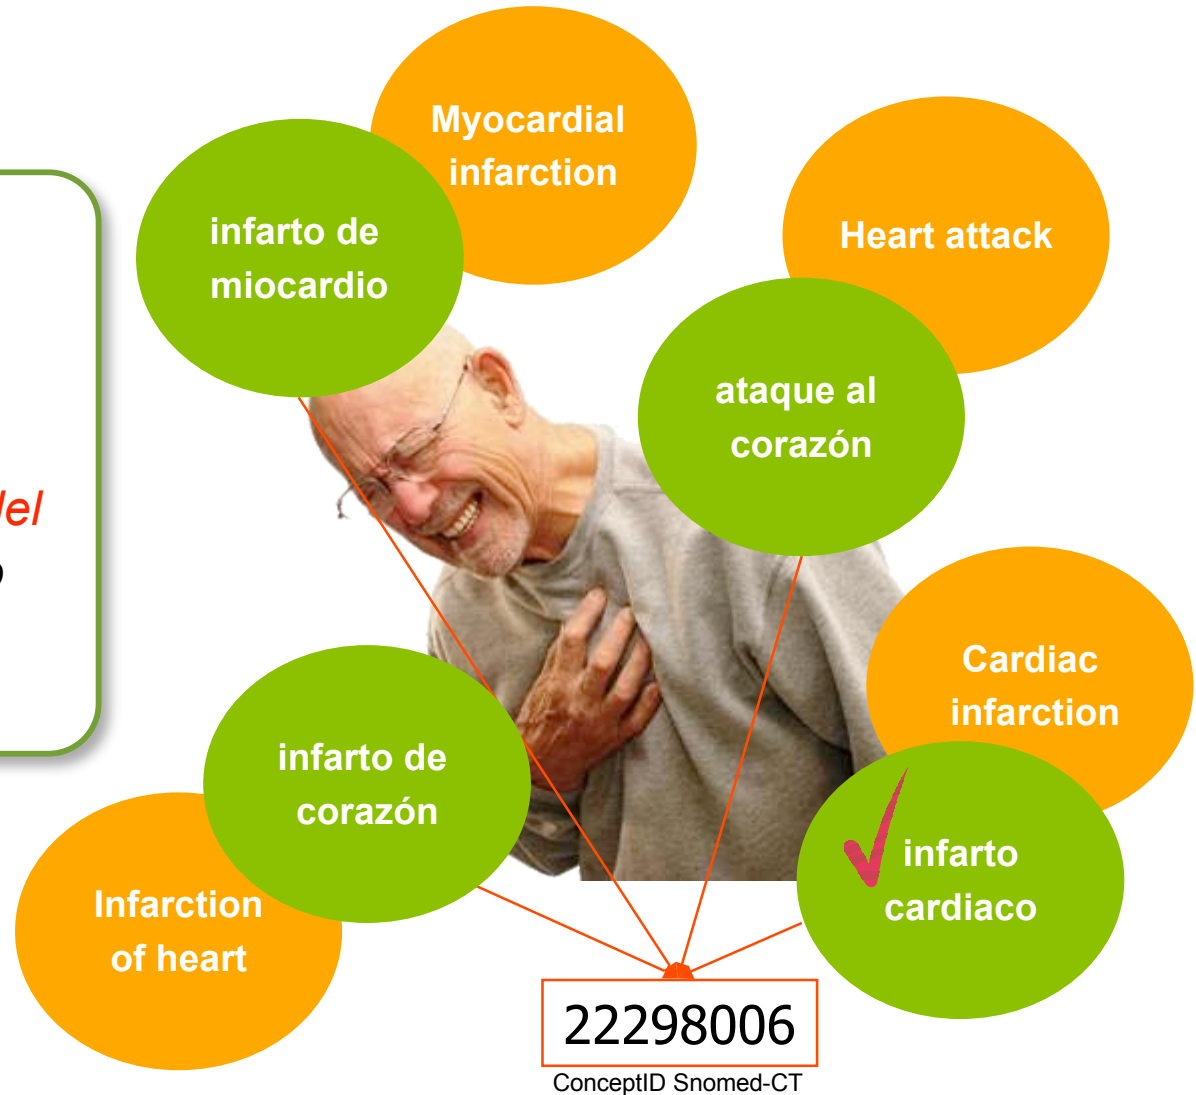 Myocardial
infarction
infarto de
miocardio
Heart attack
ataque al
corazón
Cardiac
infarction
infarto de
corazón
infarto
cardiaco
Infarction
of heart
22298006
ConceptID Snomed-CT